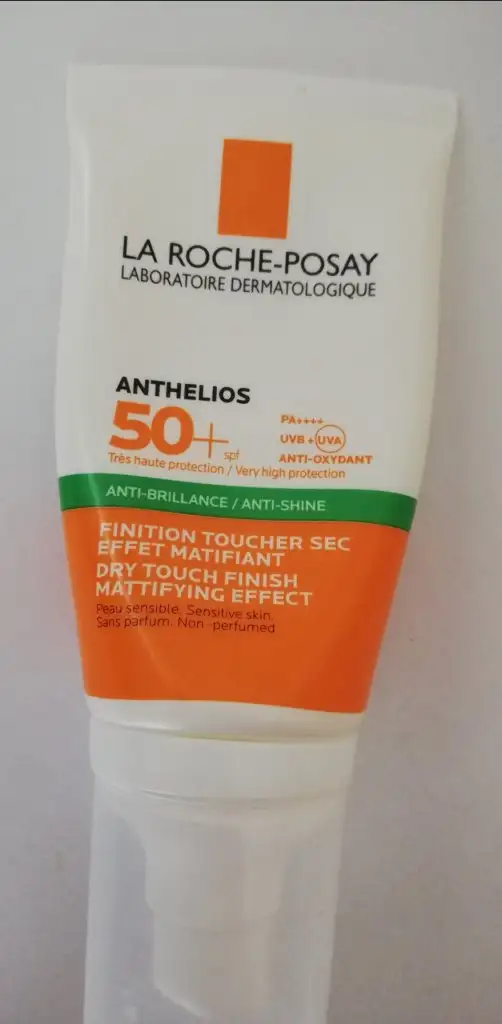 LA ROCHE-POSAY
LABORATOIRE DERMATOLOGIQUE
ANTHELIOS
50+ spf
PA++++
UVB + UVA
ANTI-OXYDANT
Très haute protection / Very high protection
ANTI-BRILLANCE / ANTI-SHINE
FINITION TOUCHER SEC
EFFET MATIFIANT
DRY TOUCH FINISH
MATTIFYING EFFECT
Peau sensible. Sensitive skin.
Sans parfum. Non-perfumed